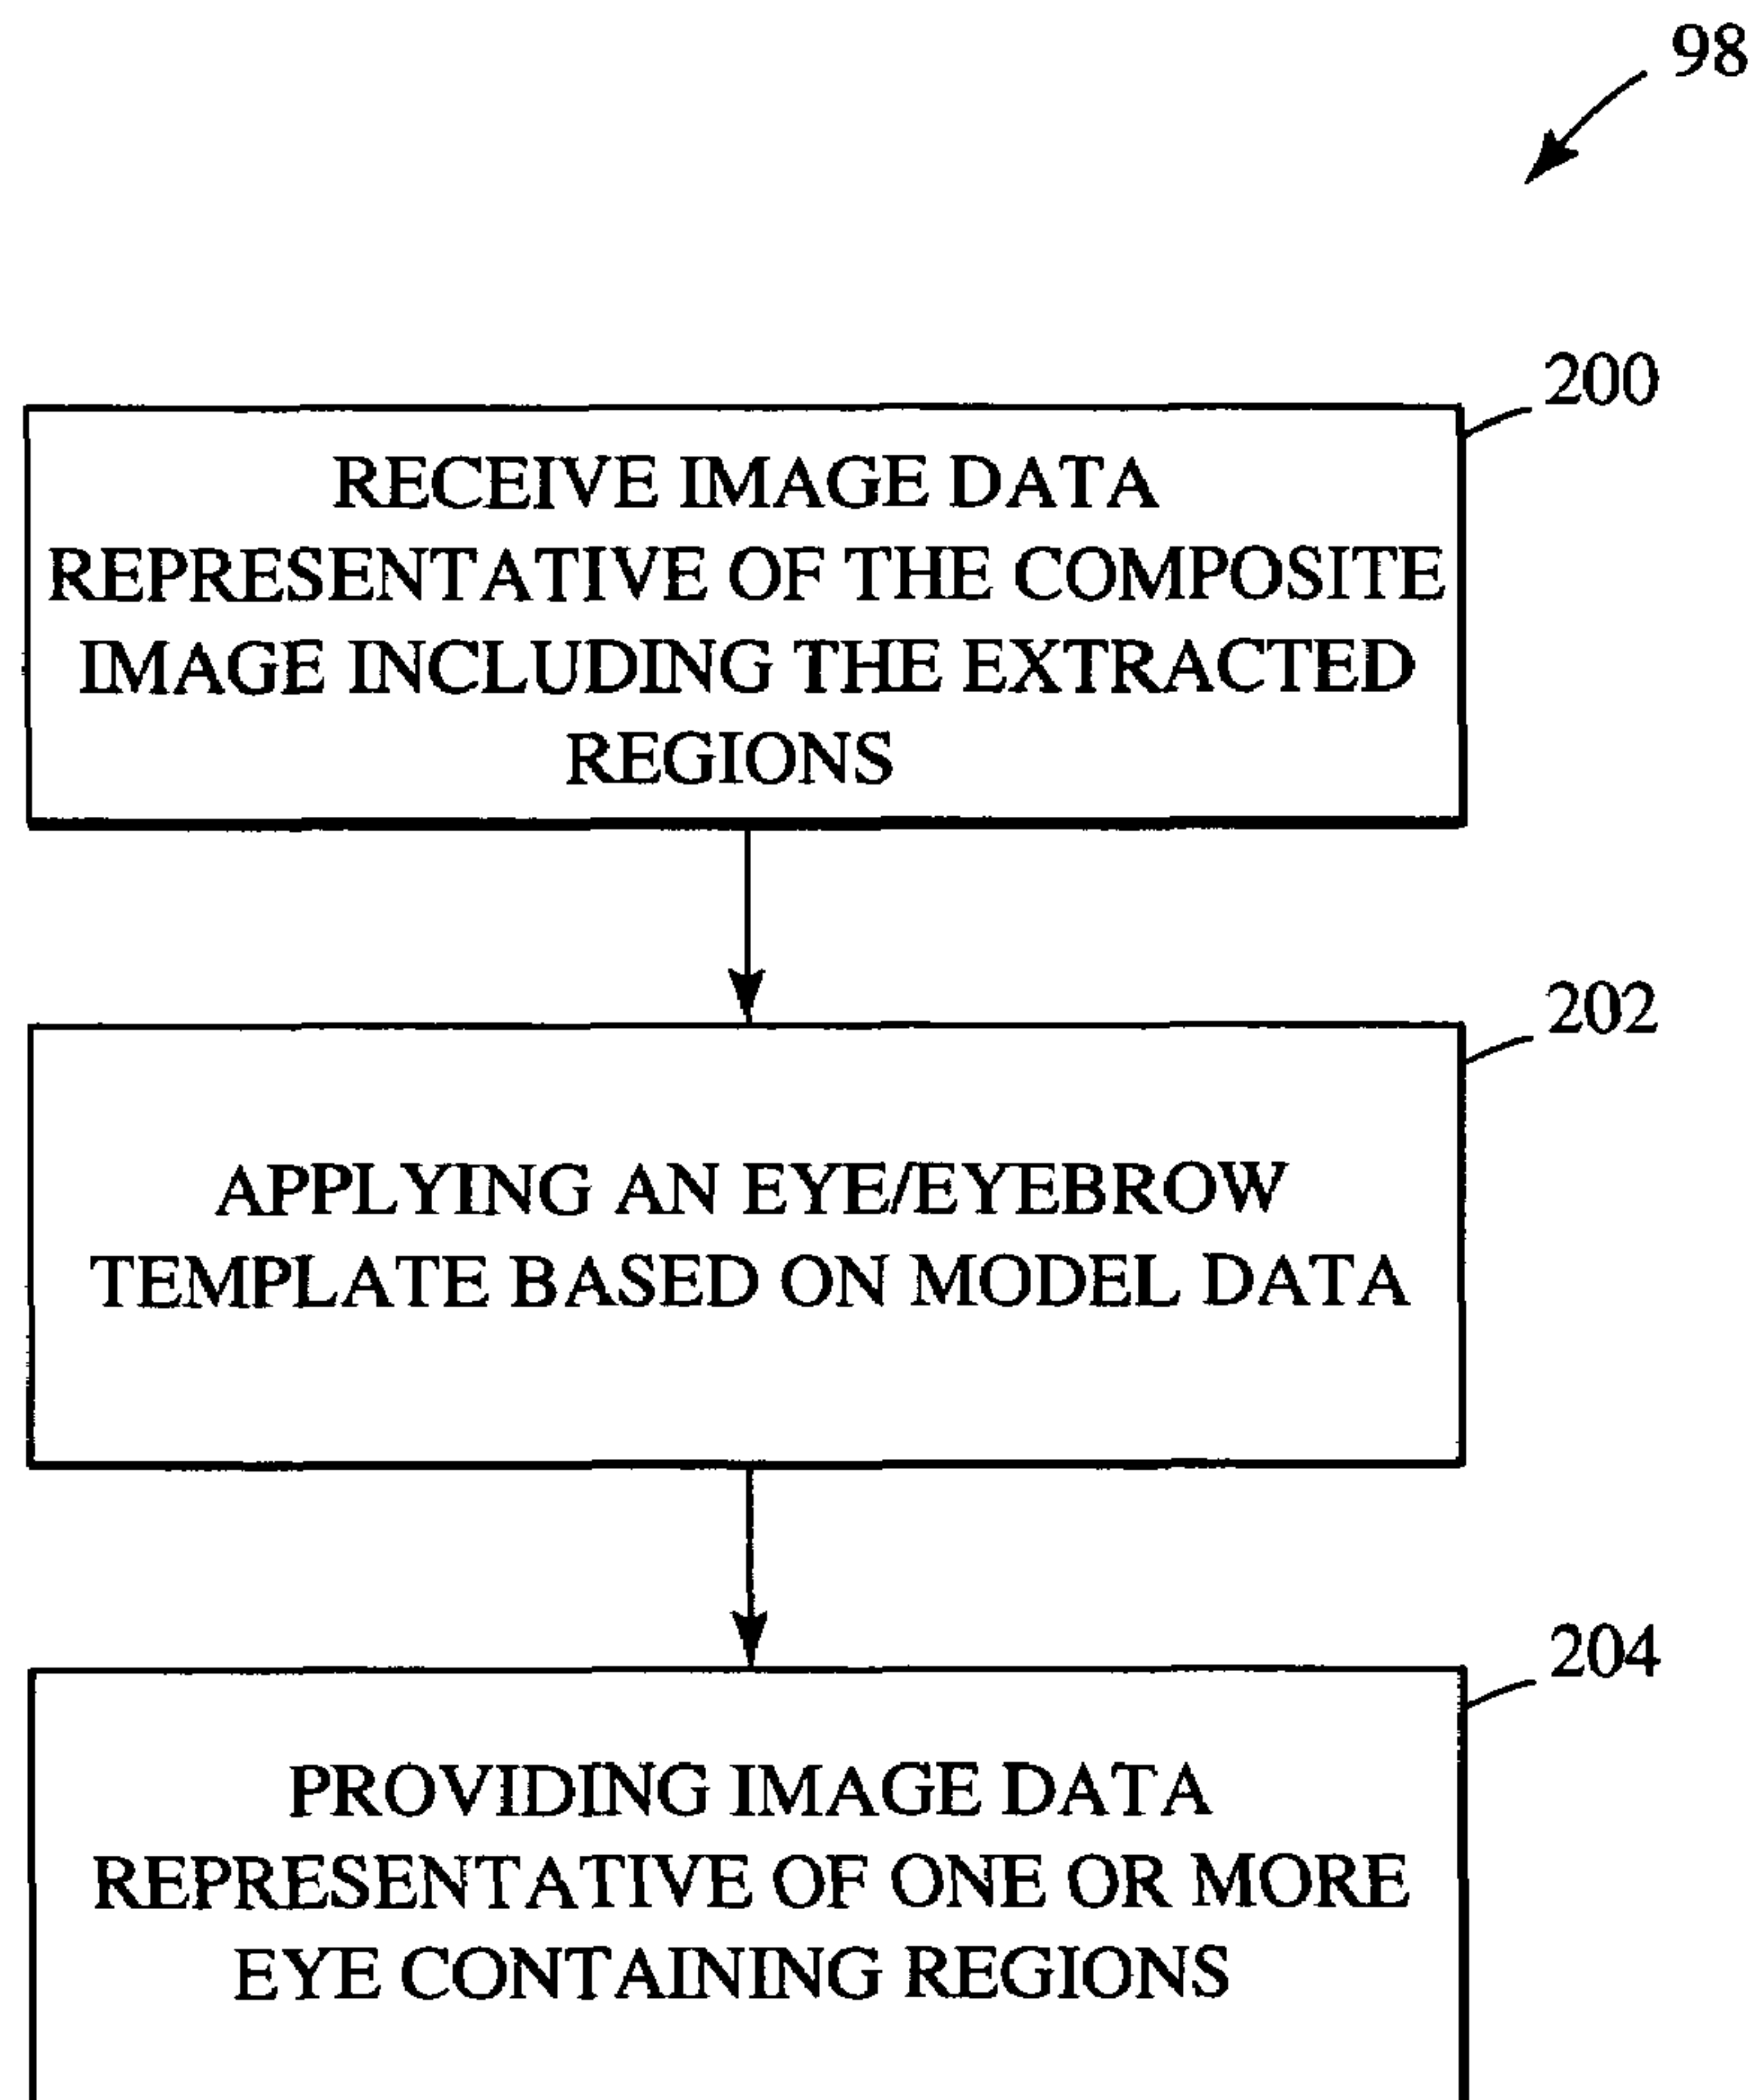 98
200
RECEIVE IMAGE DATA
REPRESENTATIVE OF THE COMPOSITE
IMAGE INCLUDING THE EXTRACTED
REGIONS
202
APPLYING AN EYE/EYEBROW
TEMPLATE BASED ON MODEL DATA
204
PROVIDING IMAGE DATA
REPRESENTATIVE OF ONE OR MORE
EYE CONTAINING REGIONS